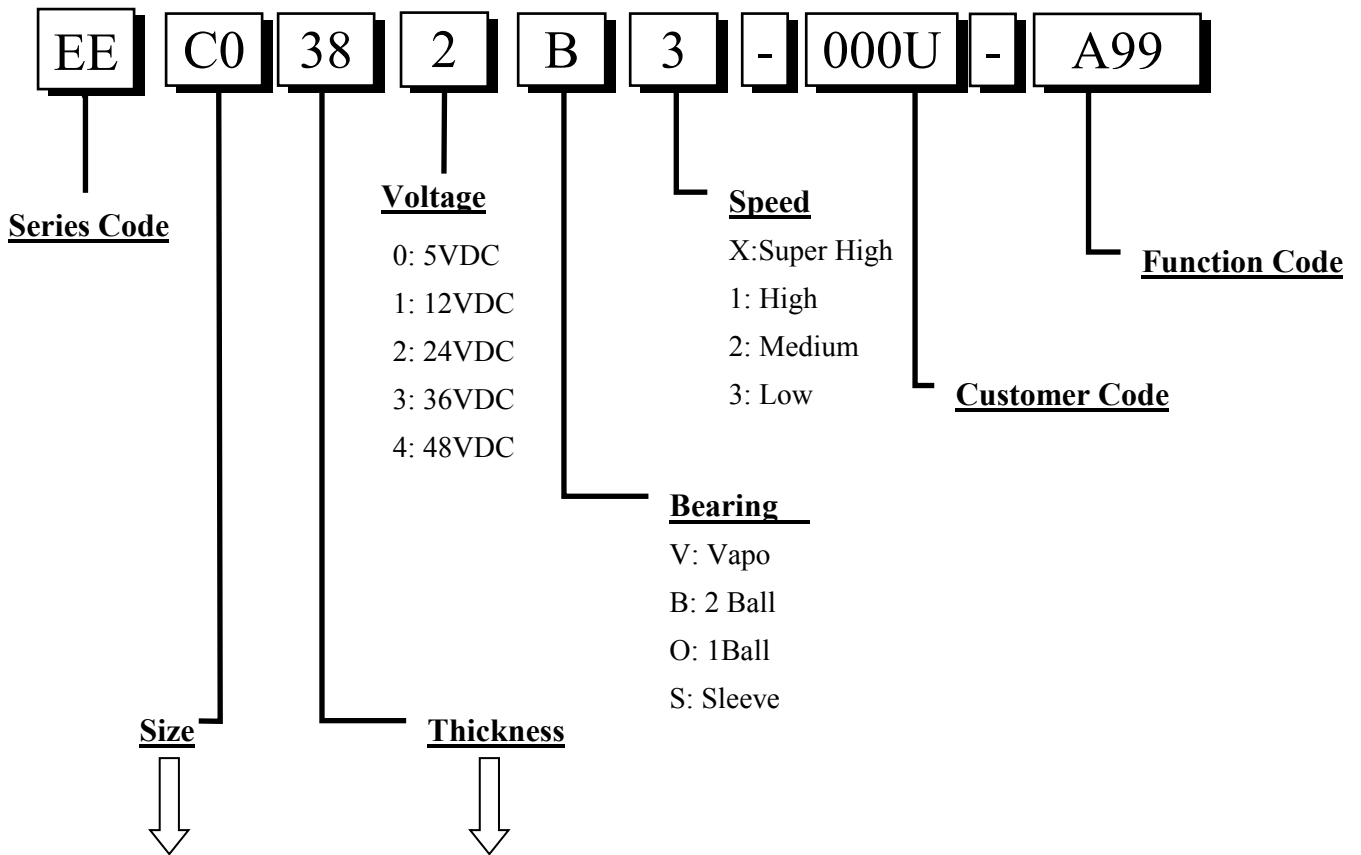 EE C0 38 2 B 3 - 000U - A99
Series Code
Voltage
0: 5VDC
1: 12VDC
2: 24VDC
3: 36VDC
4: 48VDC
Speed
X:Super High
1: High
2: Medium
3: Low
Function Code
Customer Code
Bearing
V: Vapo
B: 2 Ball
O: 1Ball
S: Sleeve
Size
Thickness